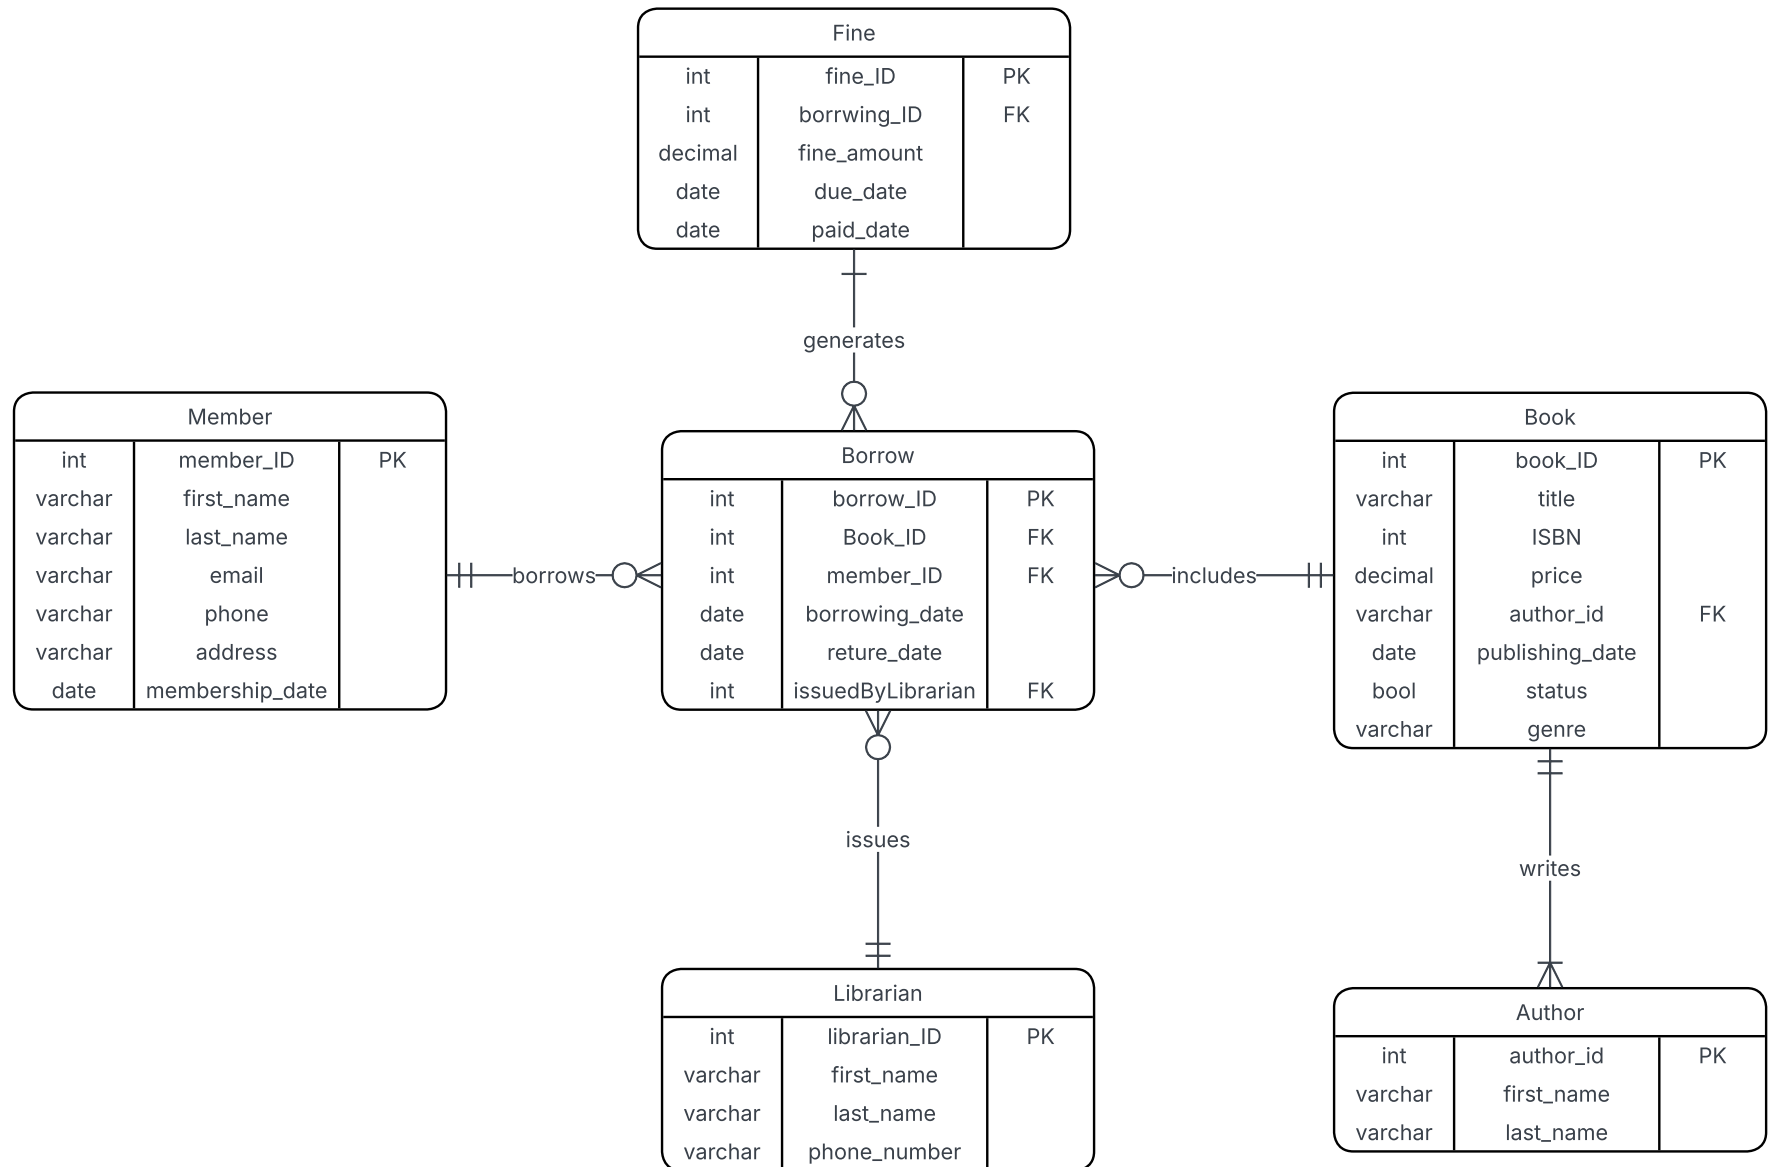 Fine
int fine_ID PK
int borrwing_ID FK
decimal fine_amount
date due_date
date paid_date
generates
Member
int member_ID PK
varchar first_name
varchar last_name
varchar email
varchar phone
varchar address
date membership_date
borrows
Borrow
int borrow_ID PK
int Book_ID FK
int member_ID FK
date borrowing_date
date reture_date
int issuedByLibrarian FK
includes
Book
int book_ID PK
varchar title
int ISBN
decimal price
varchar author_id FK
date publishing_date
bool status
varchar genre
issues
writes
Librarian
int librarian_ID PK
varchar first_name
varchar last_name
varchar phone_number
Author
int author_id PK
varchar first_name
varchar last_name